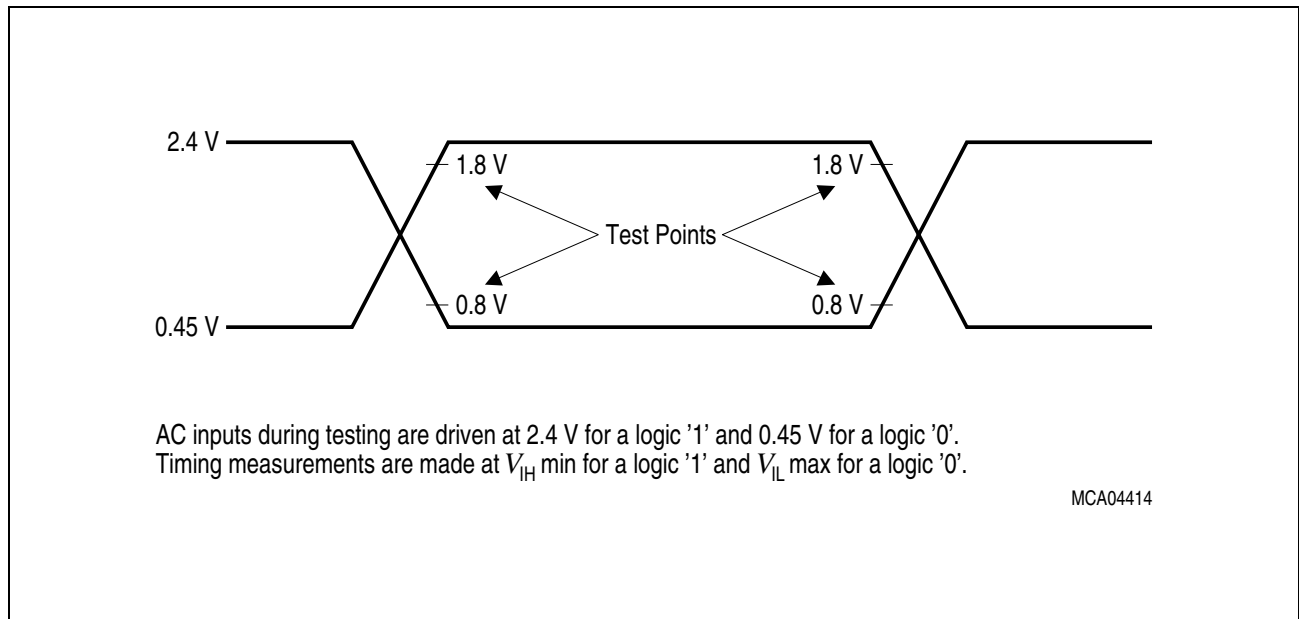 2.4 V
1.8 V 1.8 V
Test Points
0.8 V 0.8 V
0.45 V
AC inputs during testing are driven at 2.4 V for a logic '1' and 0.45 V for a logic '0'.
Timing measurements are made at VIH min for a logic '1' and VIL max for a logic '0'.
MCA04414